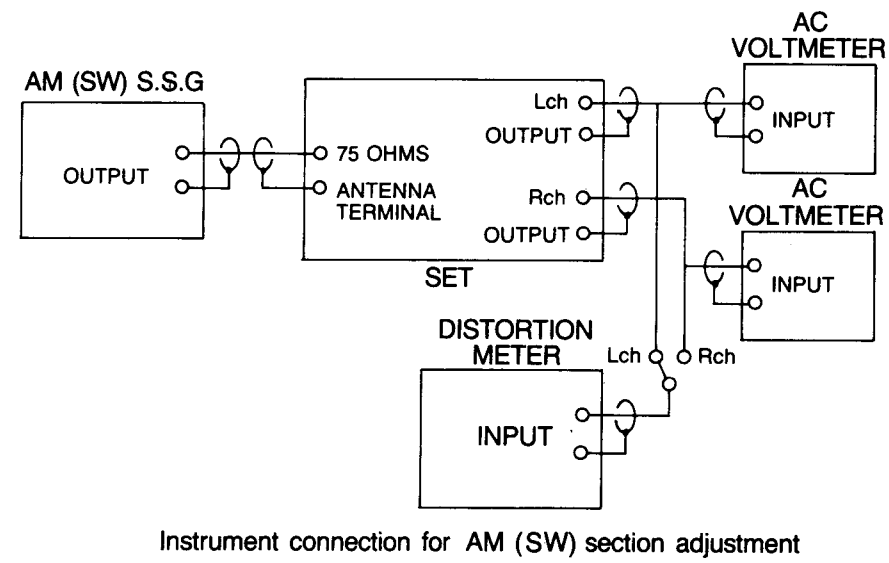 AM (SW) S.S.G
OUTPUT
75 OHMS
ANTENNA
TERMINAL
Lch
OUTPUT
Rch
OUTPUT
SET
AC
VOLTMETER
INPUT
AC
VOLTMETER
INPUT
DISTORTION
METER
Lch
Rch
INPUT
Instrument connection for AM (SW) section adjustment